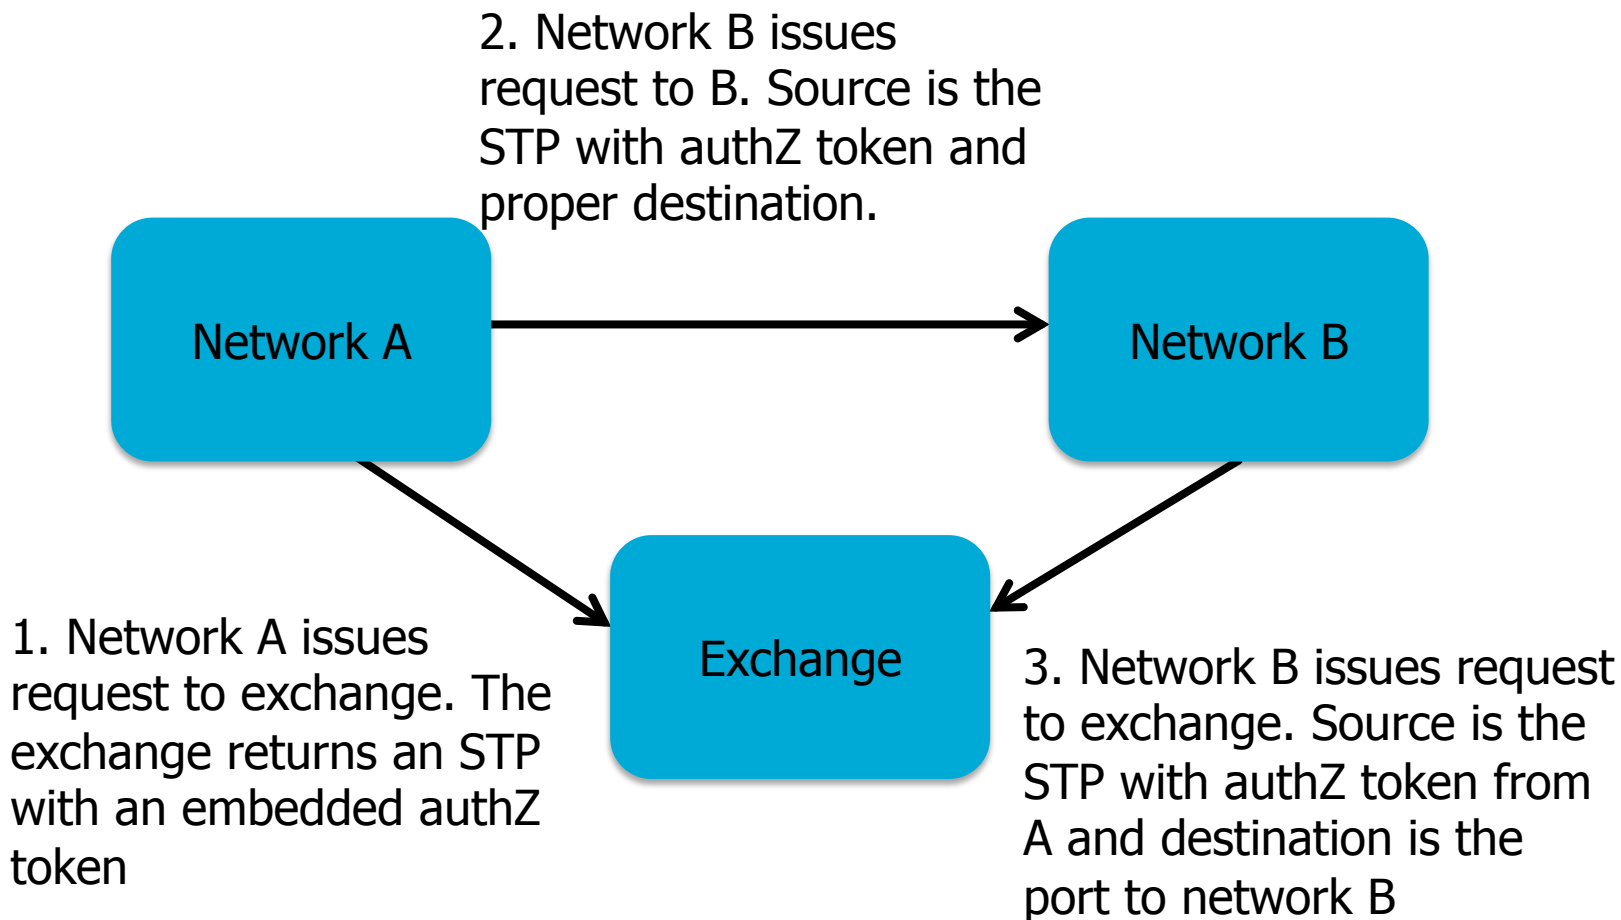 2. Network B issues
request to B. Source is the
STP with authZ token and
proper destination.
Network A
Network B
Exchange
1. Network A issues
request to exchange. The
exchange returns an STP
with an embedded authZ
token
3. Network B issues request
to exchange. Source is the
STP with authZ token from
A and destination is the
port to network B